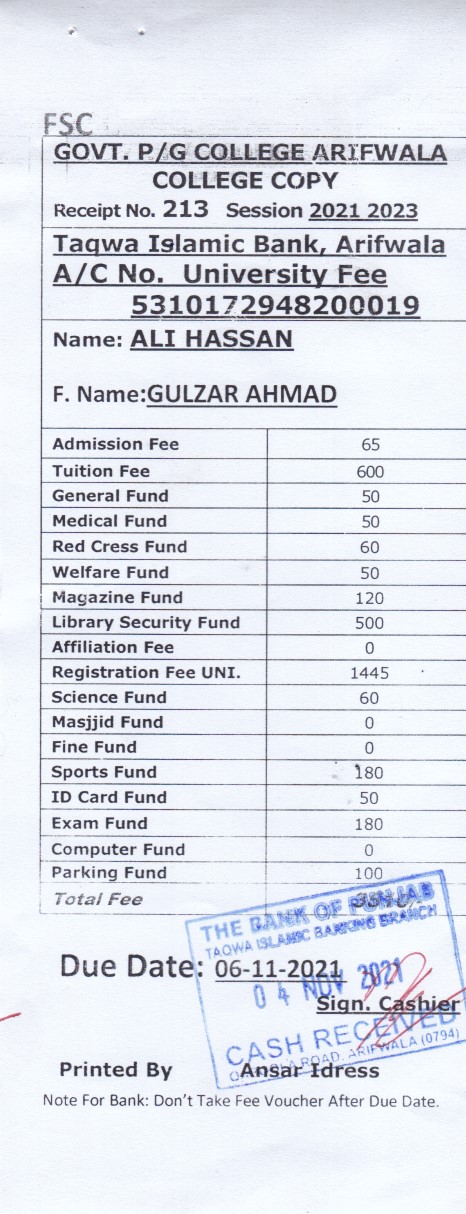 FSC
GOVT. P/G COLLEGE ARIFWALA
COLLEGE COPY
Receipt No. 213 Session 2021 2023
Taqwa Islamic Bank, Arifwala
A/C No. University Fee
5310172948200019
Name: ALI HASSAN
F. Name:GULZAR AHMAD
Admission Fee 65
Tuition Fee 600
General Fund 50
Medical Fund 50
Red Cress Fund 60
Welfare Fund 50
Magazine Fund 120
Library Security Fund 500
Affiliation Fee 0
Registration Fee UNI. 1445
Science Fund 60
Masjjid Fund 0
Fine Fund 0
Sports Fund 180
ID Card Fund 50
Exam Fund 180
Computer Fund 0
Parking Fund 100
Total Fee
THE BANK OF PUNJAB
TAQWA ISLAMIC BANKING BRANCH
Due Date: 06-11-2021
04 NOV 2021
Sign. Cashier
CASH RECEIVED
ROAD. ARIFWALA (0794)
Printed By Ansar Idress
Note For Bank: Don't Take Fee Voucher After Due Date.